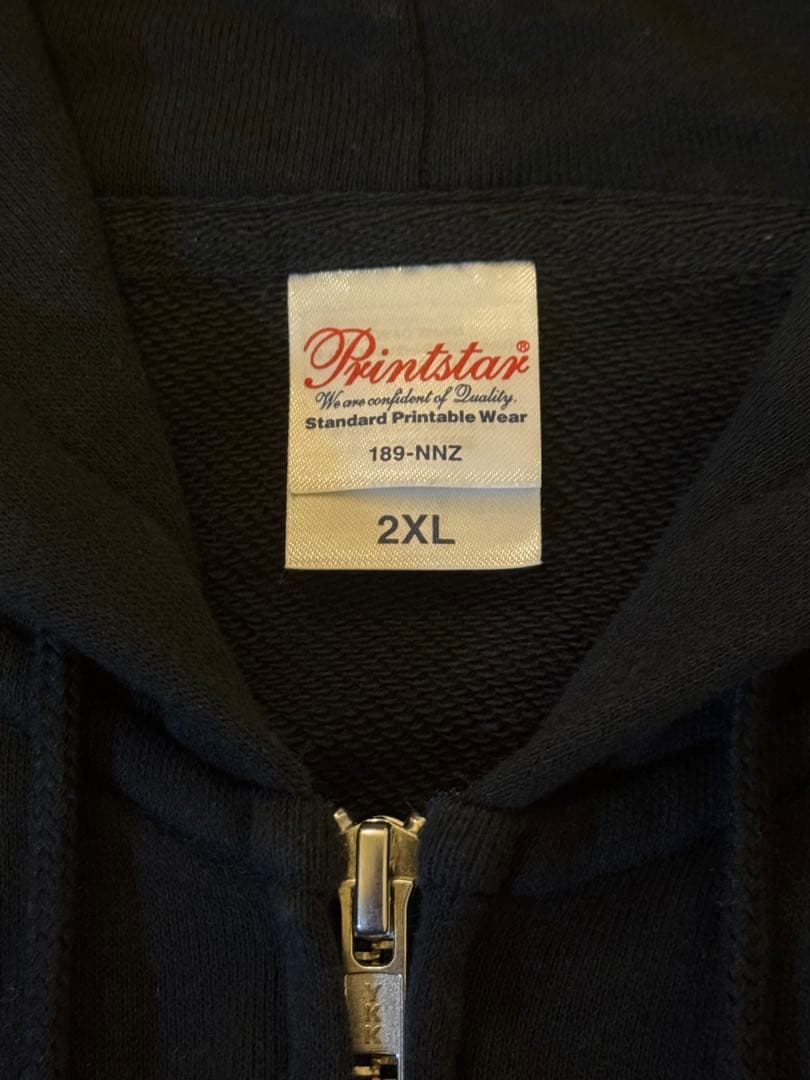 Printstar®
We are confident of Quality.
Standard Printable Wear
189-NNZ
2XL
YKK